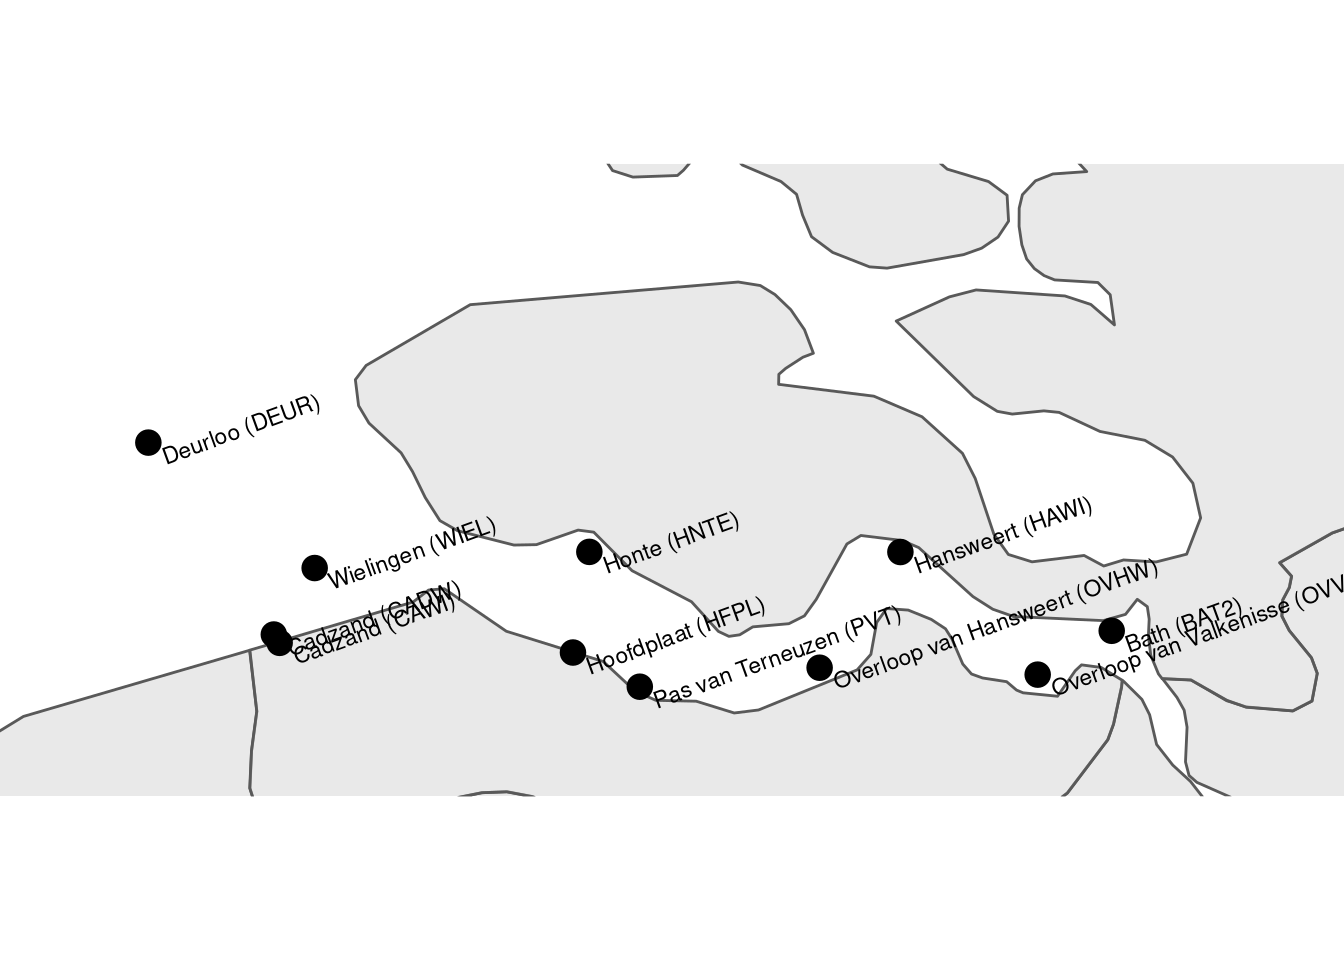 Deurloo (DEUR)
Wielingen (WIEL)
Honte (HNTE)
Hansweert (HAWI)
Cadzand (CADW)
Cadzand (CAWI)
Hoofdplaat (HFPL)
Pas van Terneuzen (PVT)
Overloop van Hansweert (OVHW)
Bath (BAT2)
Overloop van Valkenisse (OVV